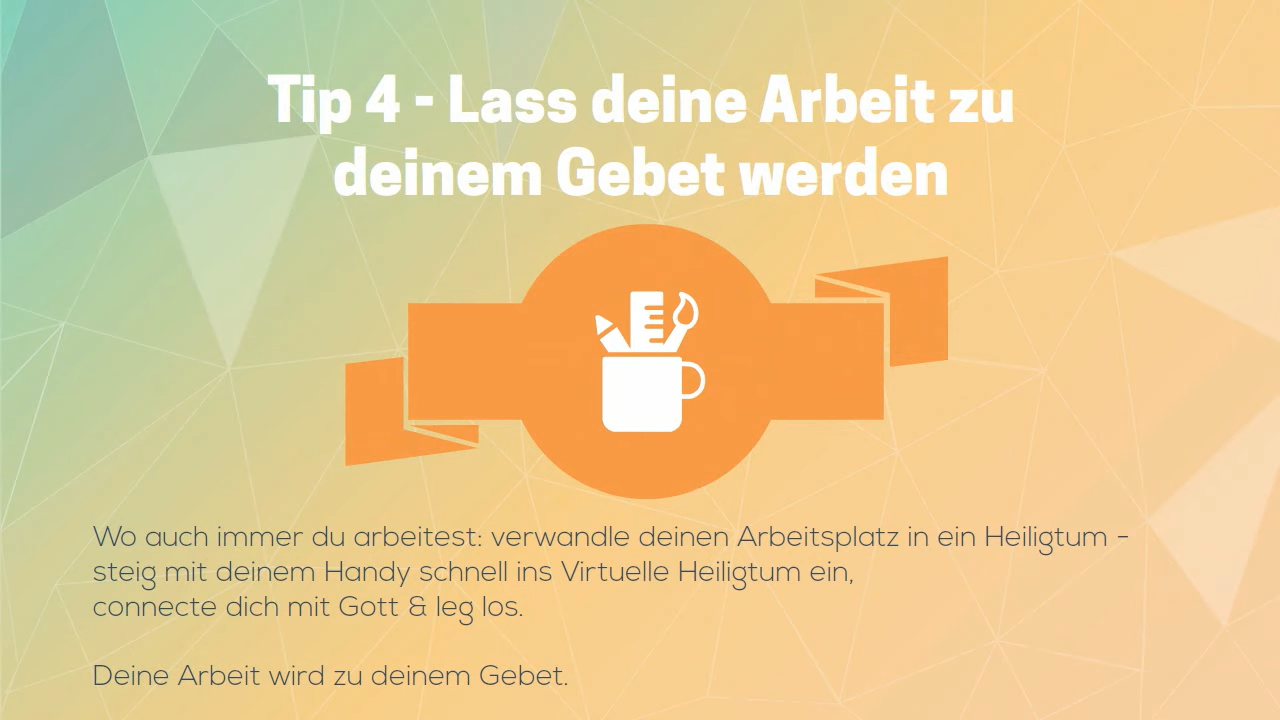 Tip 4 - Lass deine Arbeit zu
deinem Gebet werden
Wo auch immer du arbeitest: verwandle deinen Arbeitsplatz in ein Heiligtum -
steig mit deinem Handy schnell ins Virtuelle Heiligtum ein,
connecte dich mit Gott & leg los.
Deine Arbeit wird zu deinem Gebet.